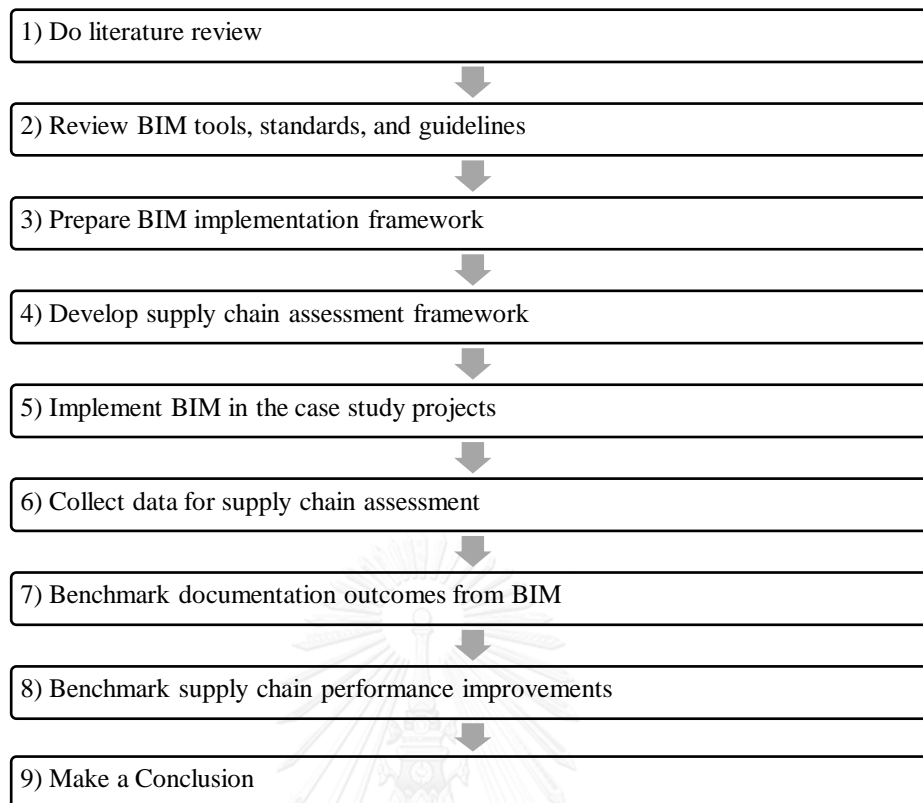 1) Do literature review
2) Review BIM tools, standards, and guidelines
3) Prepare BIM implementation framework
4) Develop supply chain assessment framework
5) Implement BIM in the case study projects
6) Collect data for supply chain assessment
7) Benchmark documentation outcomes from BIM
8) Benchmark supply chain performance improvements
9) Make a Conclusion